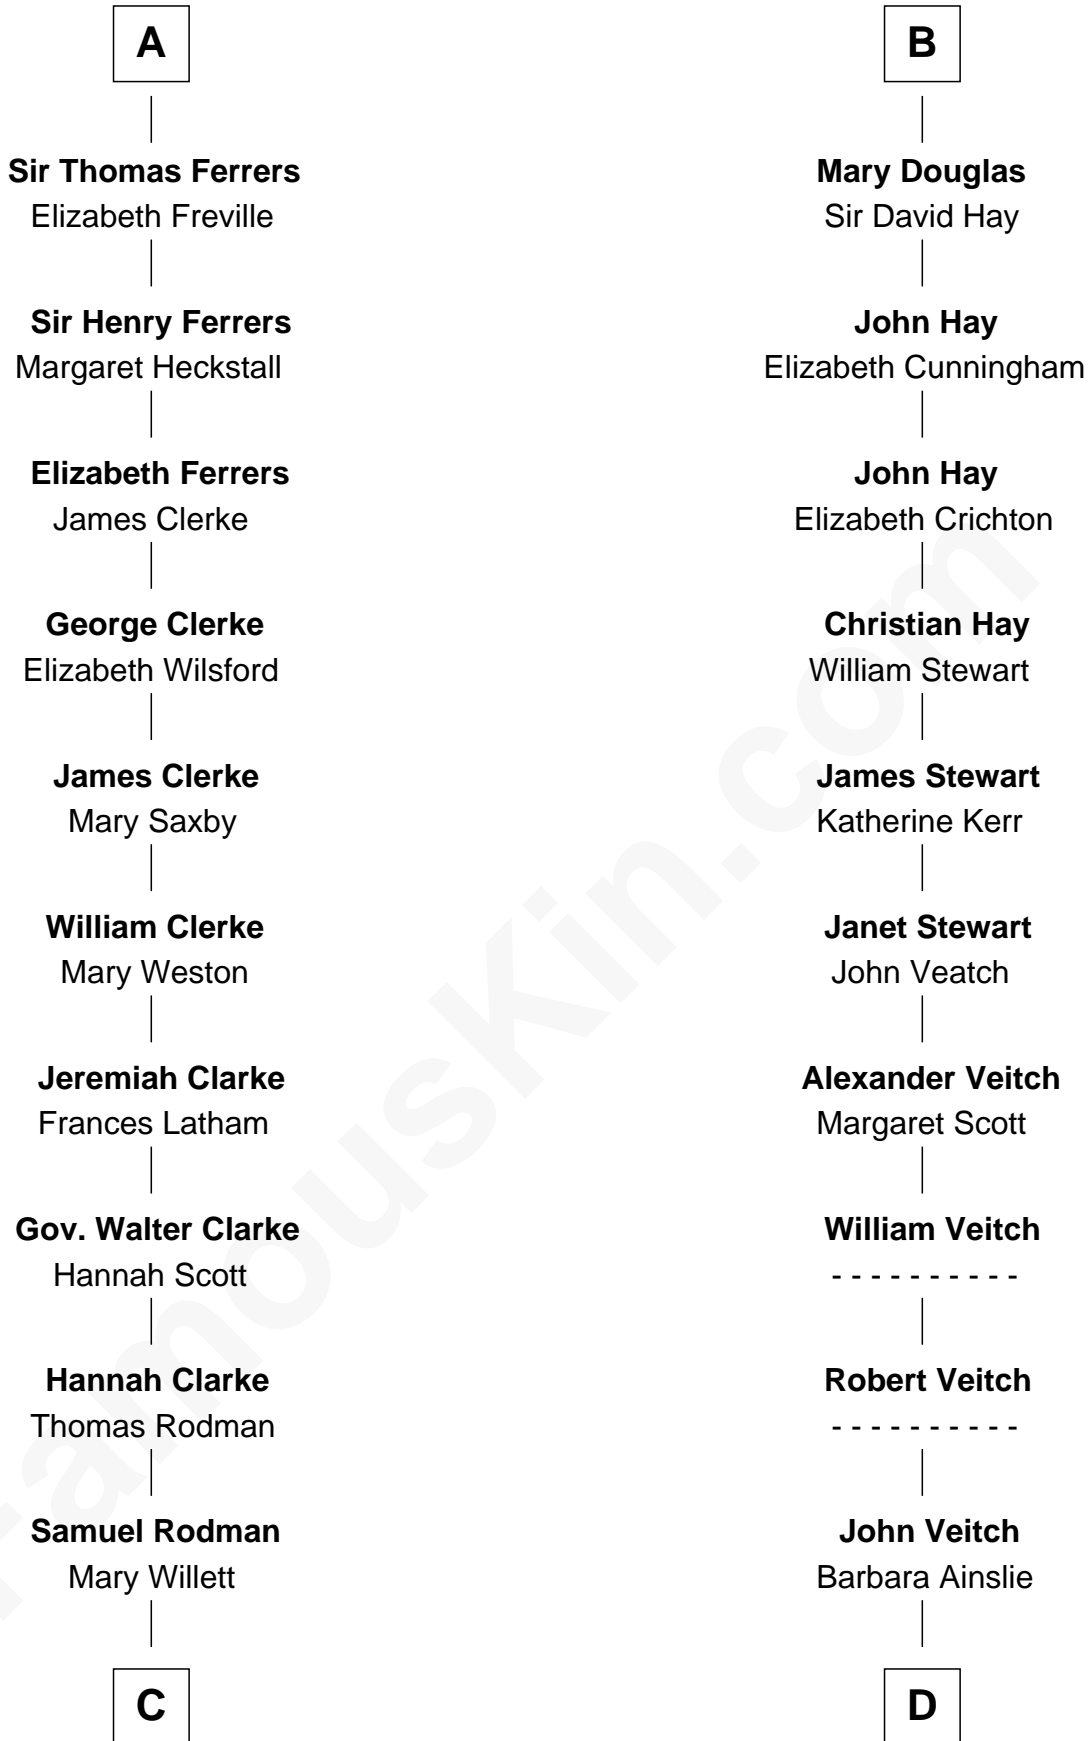 A
Sir Thomas Ferrers
Elizabeth Freville
Sir Henry Ferrers
Margaret Heckstall
Elizabeth Ferrers
James Clerke
George Clerke
Elizabeth Wilsford
James Clerke
Mary Saxby
William Clerke
Mary Weston
Jeremiah Clarke
Frances Latham
Gov. Walter Clarke
Hannah Scott
Hannah Clarke
Thomas Rodman
Samuel Rodman
Mary Willett
C
B
Mary Douglas
Sir David Hay
John Hay
Elizabeth Cunningham
John Hay
Elizabeth Crichton
Christian Hay
William Stewart
James Stewart
Katherine Kerr
Janet Stewart
John Veatch
Alexander Veitch
Margaret Scott
William Veitch
- - - - - - - - - -
Robert Veitch
- - - - - - - - - -
John Veitch
Barbara Ainslie
D
FamousKin.com